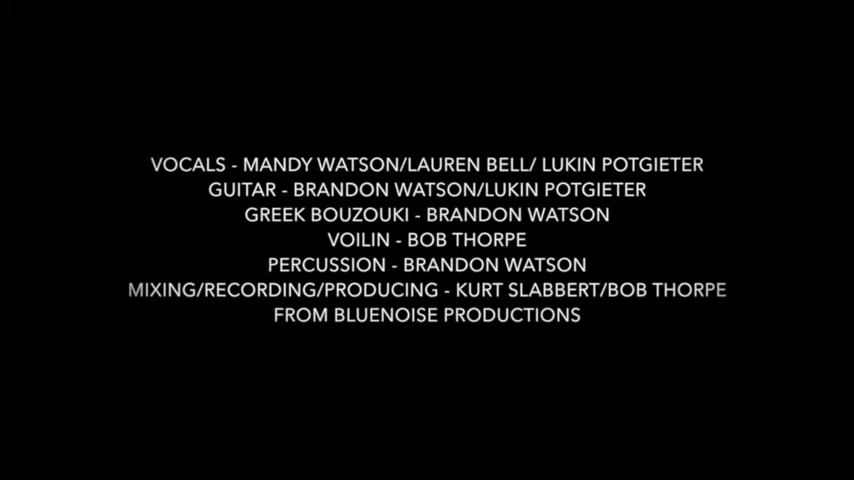 VOCALS - MANDY WATSON/LAUREN BELL/ LUKIN POTGIETER
GUITAR - BRANDON WATSON/LUKIN POTGIETER
GREEK BOUZOUKI - BRANDON WATSON
VOILIN - BOB THORPE
PERCUSSION - BRANDON WATSON
MIXING/RECORDING/PRODUCING - KURT SLABBERT/BOB THORPE
FROM BLUENOISE PRODUCTIONS